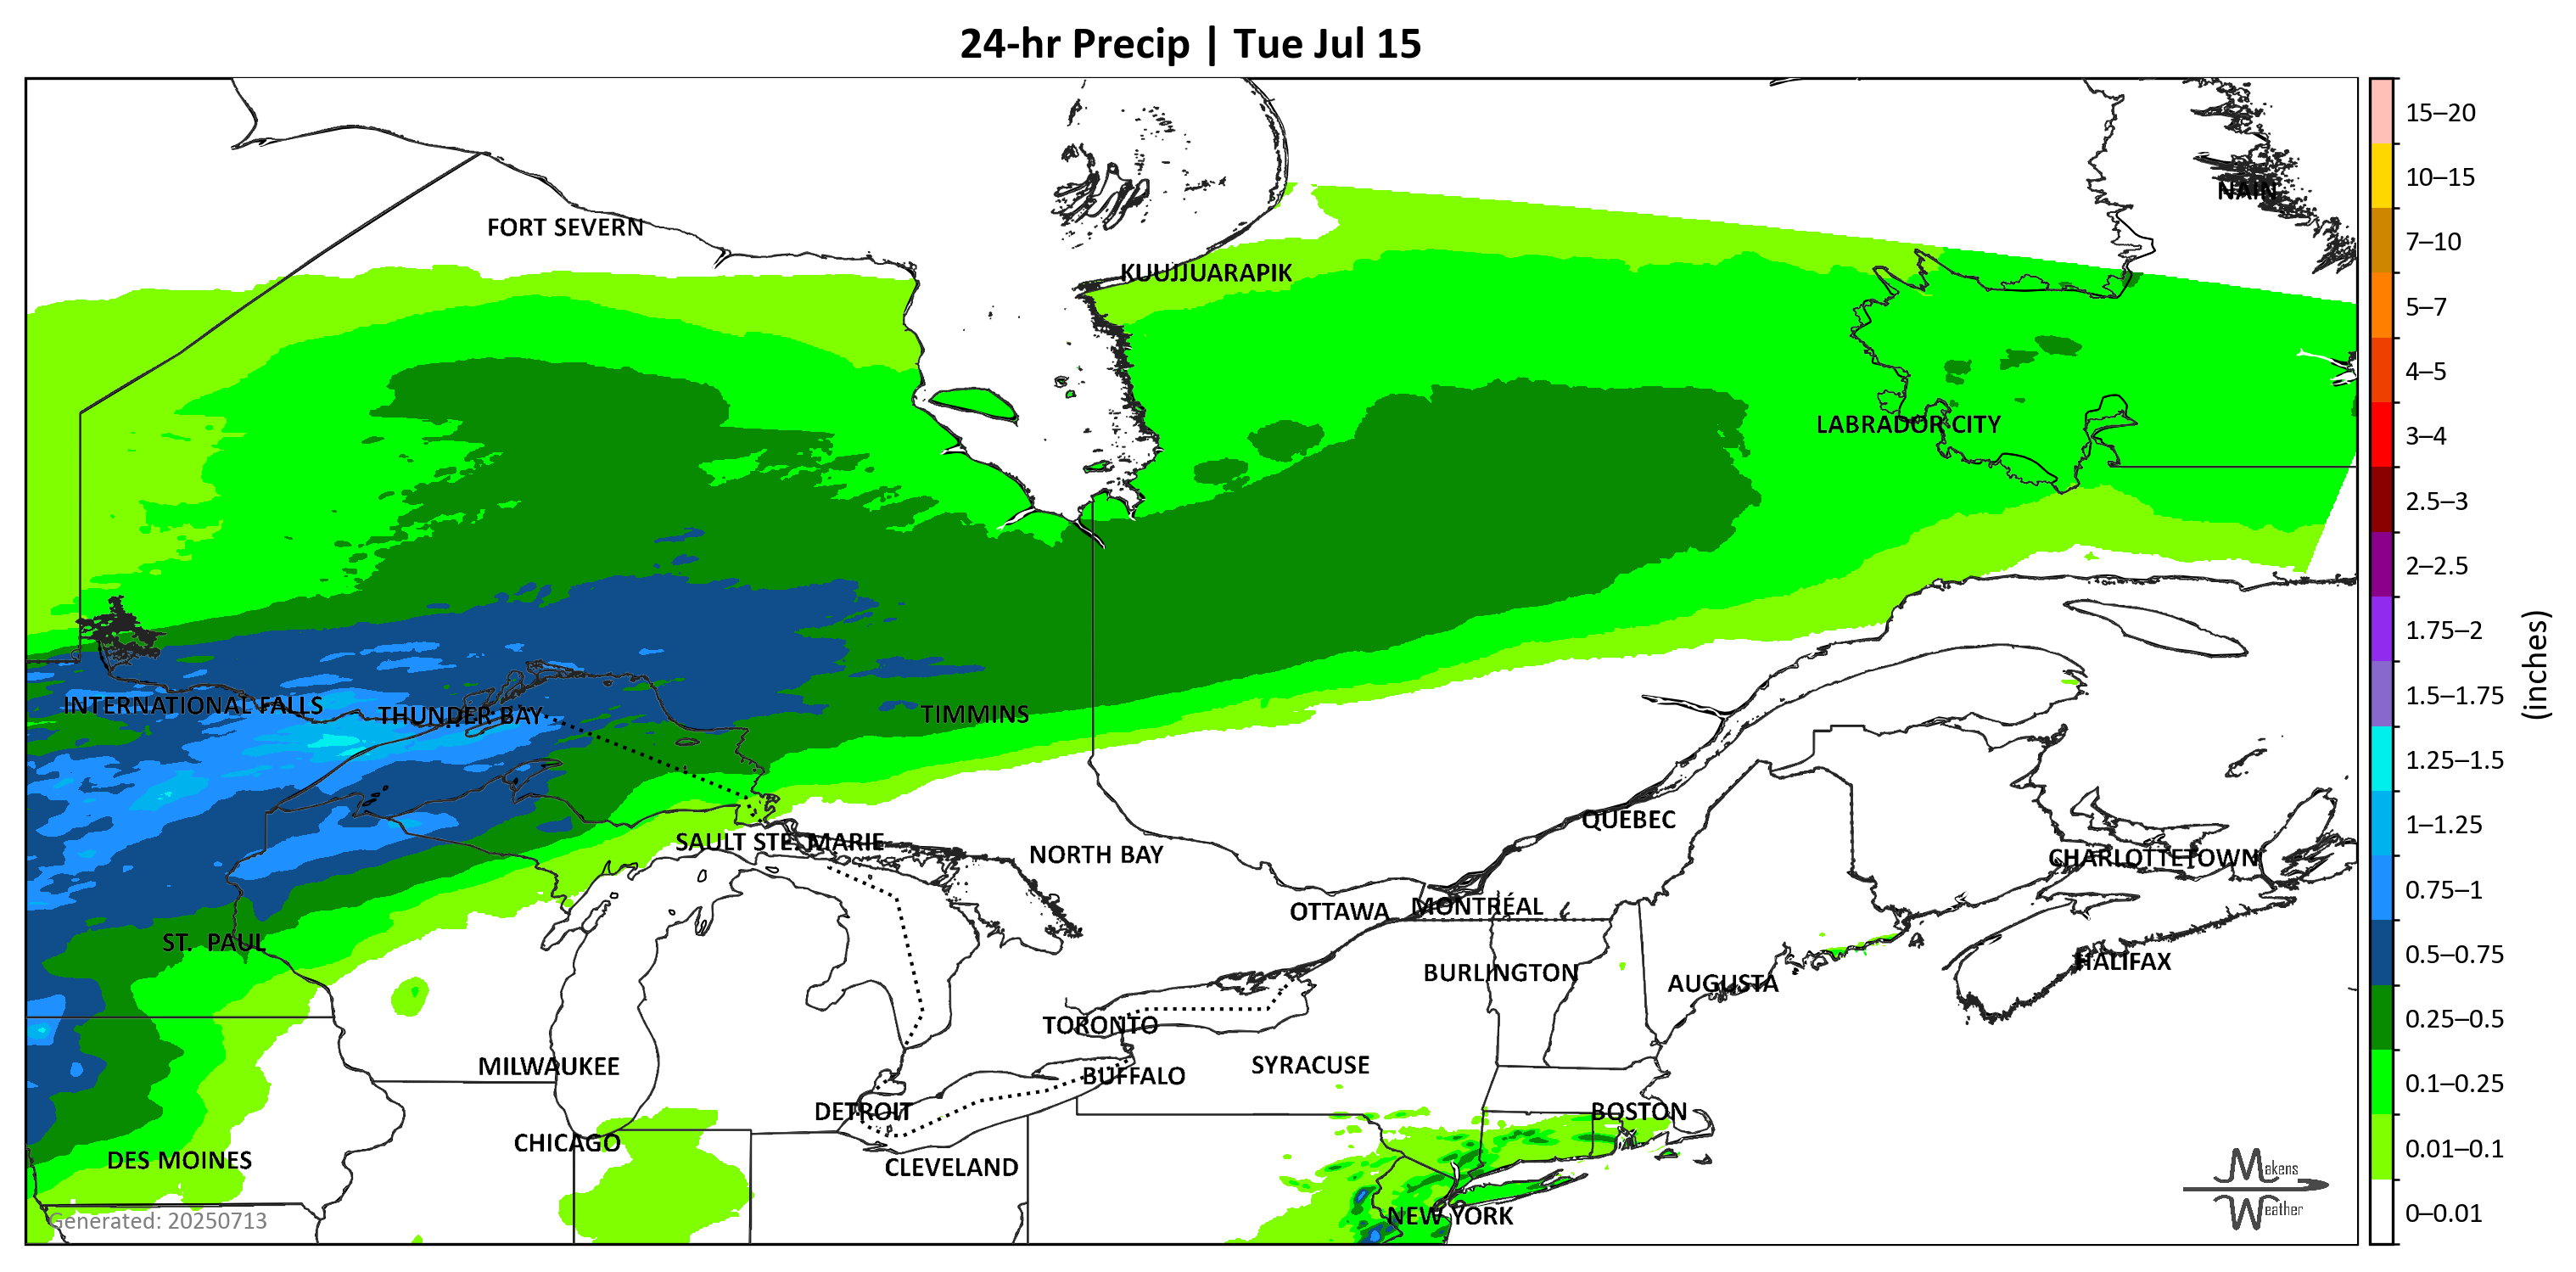 24-hr Precip | Tue Jul 15
15–20
10–15
NAIN
FORT SEVERN
7–10
KUUJJUARAPIK
5–7
4–5
LABRADOR CITY
3–4
2.5–3
2–2.5
1.75–2
(inches)
1.5–1.75
INTERNATIONAL FALLS
THUNDER BAY
TIMMINS
1.25–1.5
QUEBEC
1–1.25
SAULT STE. MARIE
NORTH BAY
CHARLOTTETOWN
0.75–1
OTTAWA
MONTRÉAL
ST. PAUL
0.5–0.75
HALIFAX
BURLINGTON
AUGUSTA
0.25–0.5
TORONTO
MILWAUKEE
SYRACUSE
BUFFALO
0.1–0.25
DETROIT
BOSTON
CHICAGO
0.01–0.1
DES MOINES
CLEVELAND
Makens
Weather
NEW YORK
0–0.01
Generated: 20250713